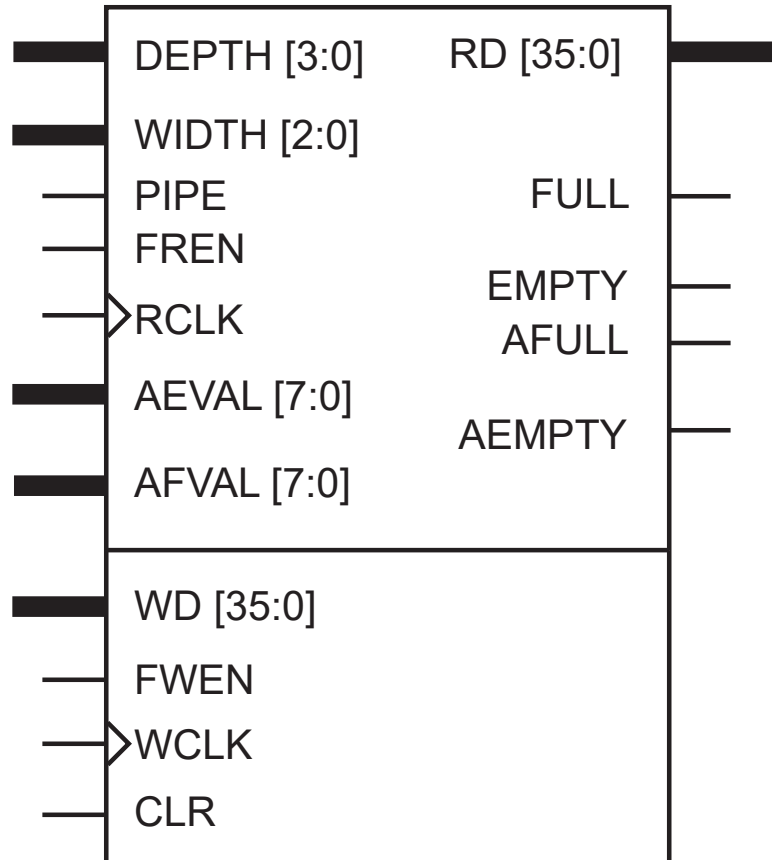 DEPTH [3:0] RD [35:0]
WIDTH [2:0]
PIPE FULL
FREN
EMPTY
RCLK
AFULL
AEVAL [7:0]
AEMPTY
AFVAL [7:0]
WD [35:0]
FWEN
WCLK
CLR